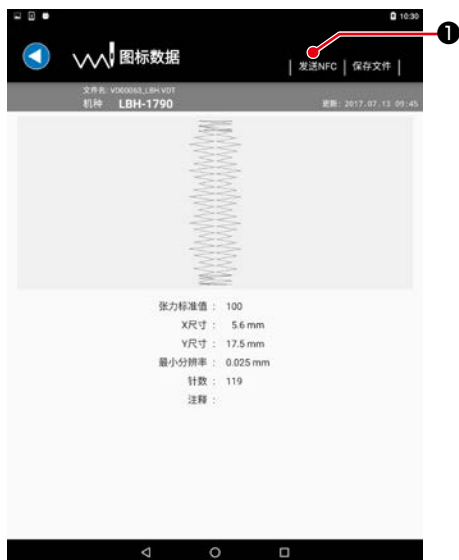 10:30
❶
图标数据
发送NFC | 保存文件 |
文件名: VD00063_LBH.VDT
机种 LBH-1790
更新: 2017.07.13 09:45
张力标准值 : 100
X尺寸 : 5.6 mm
Y尺寸 : 17.5 mm
最小分辨率 : 0.025 mm
针数 : 119
注释 :